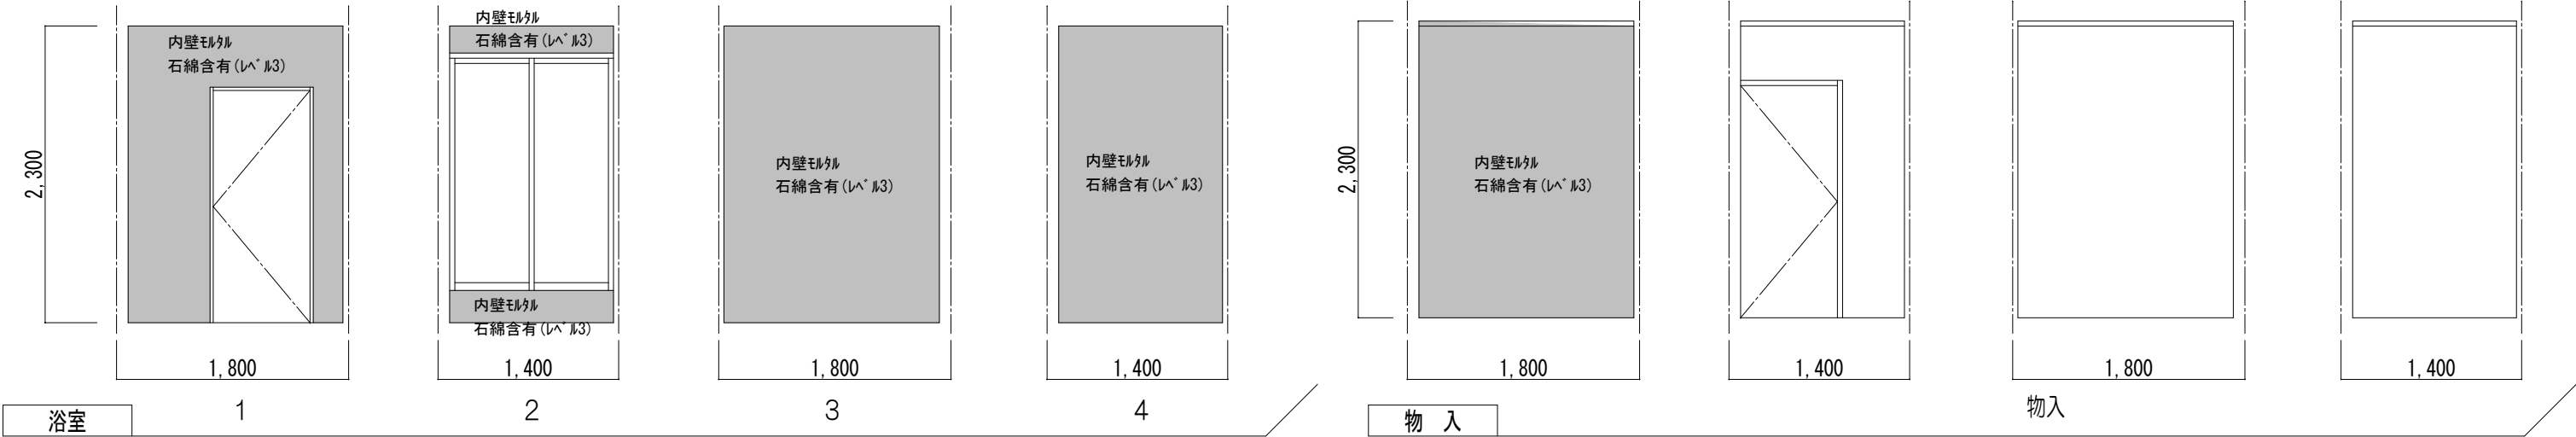 内壁ﾓﾙﾀﾙ
石綿含有(ﾚﾍﾞﾙ3)
内壁ﾓﾙﾀﾙ
石綿含有(ﾚﾍﾞﾙ3)
内壁ﾓﾙﾀﾙ
石綿含有(ﾚﾍﾞﾙ3)
内壁ﾓﾙﾀﾙ
石綿含有(ﾚﾍﾞﾙ3)
内壁ﾓﾙﾀﾙ
石綿含有(ﾚﾍﾞﾙ3)
2,300
1,800
1,400
1,800
1,400
1
2
3
4
浴室
内壁ﾓﾙﾀﾙ
石綿含有(ﾚﾍﾞﾙ3)
2,300
1,800
1,400
1,800
1,400
物入
物 入